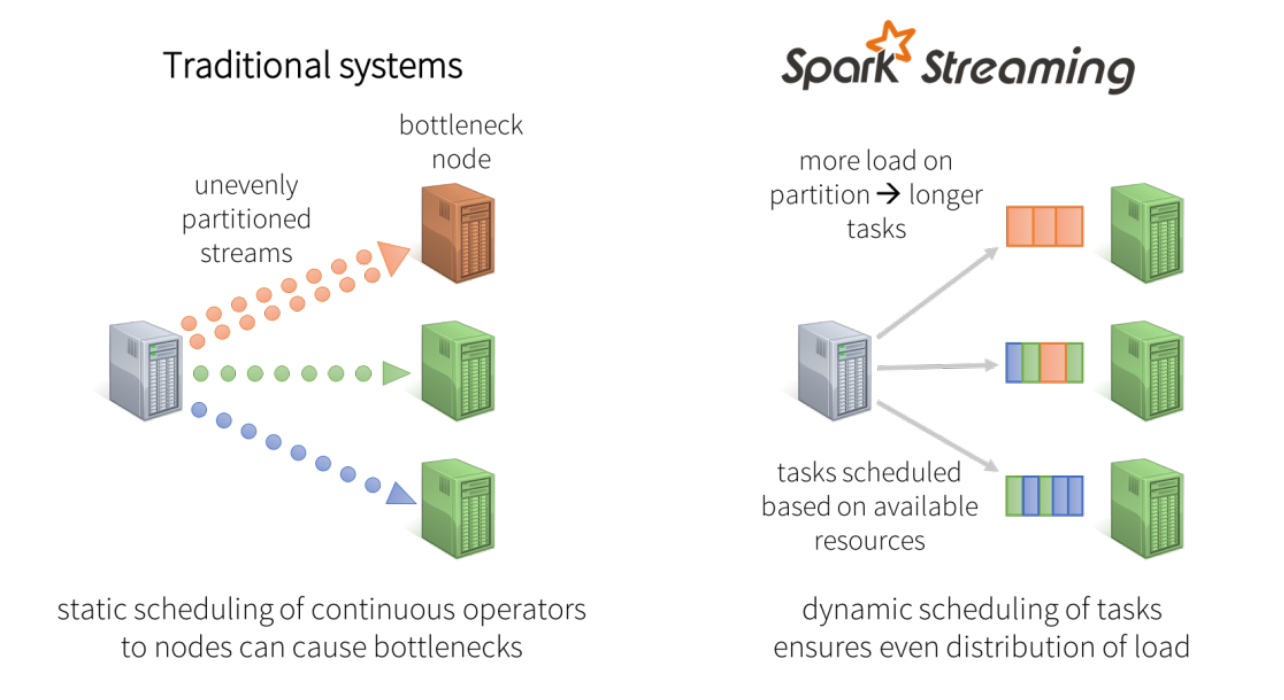 Traditional systems
bottleneck
node
unevenly
partitioned
streams
static scheduling of continuous operators
to nodes can cause bottlenecks
Spark Streaming
more load on
partition → longer
tasks
tasks scheduled
based on available
resources
dynamic scheduling of tasks
ensures even distribution of load